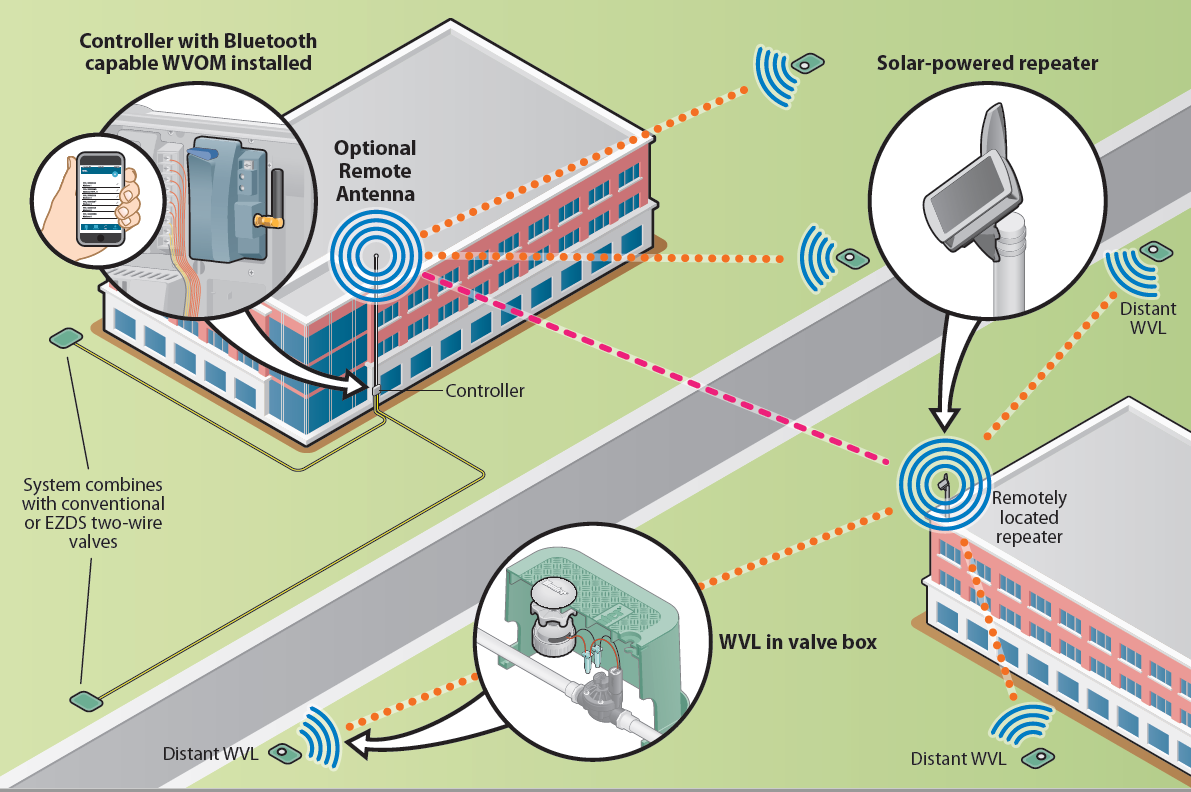 Controller with Bluetooth
capable WVOM installed
Optional
Remote
Antenna
Solar-powered repeater
Distant
WVL
Controller
System combines
with conventional
or EZDS two-wire
valves
Remotely
located
repeater
WVL in valve box
Distant WVL
Distant WVL